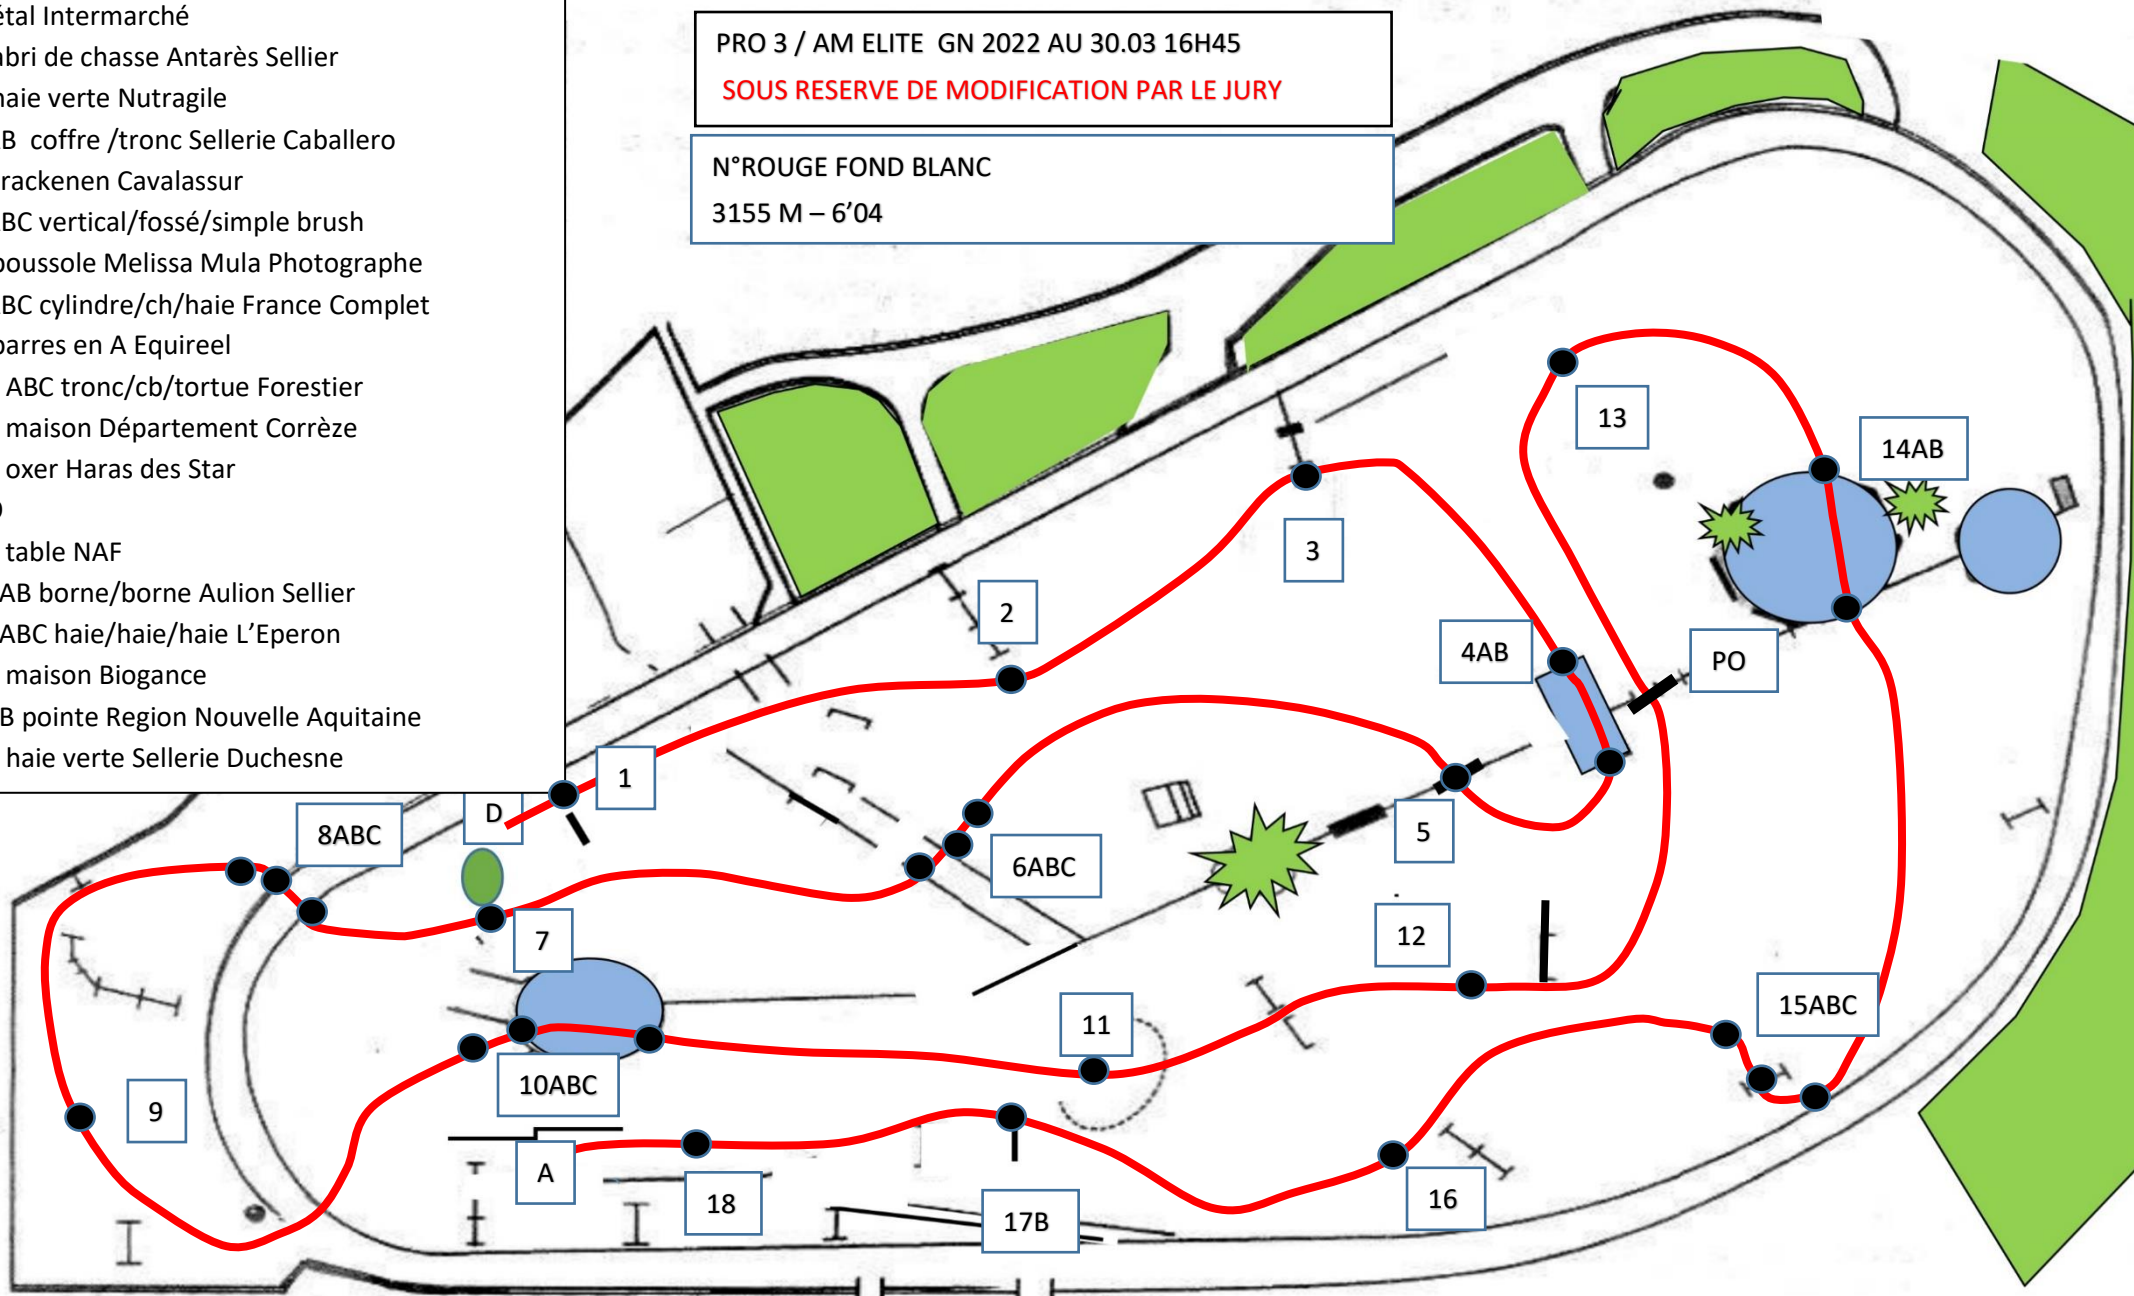 étal Intermarché
abri de chasse Antarès Sellier
haie verte Nutragile
B coffre /tronc Sellerie Caballero
rackenen Cavalassur
BC vertical/fossé/simple brush
boussole Melissa Mula Photographe
BC cylindre/ch/haie France Complet
barres en A Equireel
ABC tronc/cb/tortue Forestier
maison Département Corrèze
oxer Haras des Star
table NAF
AB borne/borne Aulion Sellier
ABC haie/haie/haie L'Eperon
maison Biogance
B pointe Region Nouvelle Aquitaine
haie verte Sellerie Duchesne
PRO 3 / AM ELITE GN 2022 AU 30.03 16H45
SOUS RESERVE DE MODIFICATION PAR LE JURY
N°ROUGE FOND BLANC
3155 M – 6'04
13
14AB
3
2
4AB
PO
1
D
8ABC
5
6ABC
7
12
15ABC
11
10ABC
9
A
18
17B
16